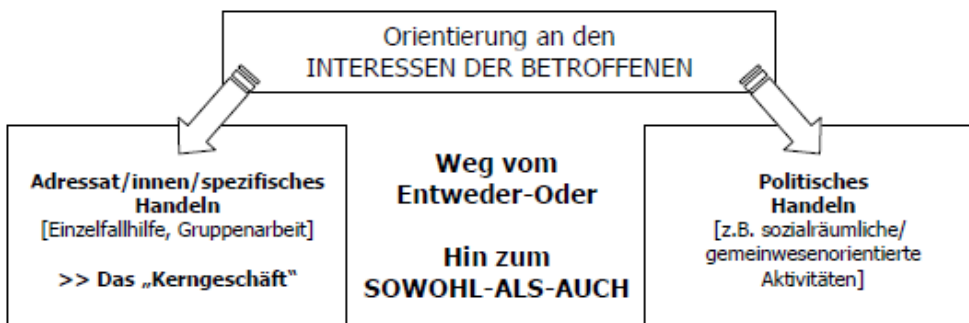 Orientierung an den
INTERESSEN DER BETROFFENEN
Adressat/innen/spezifisches
Handeln
[Einzelfallhilfe, Gruppenarbeit]
>> Das „Kerngeschäft“
Weg vom
Entweder-Oder
Hin zum
SOWOHL-ALS-AUCH
Politisches
Handeln
[z.B. sozialräumliche/
gemeinwesenorientierte
Aktivitäten]